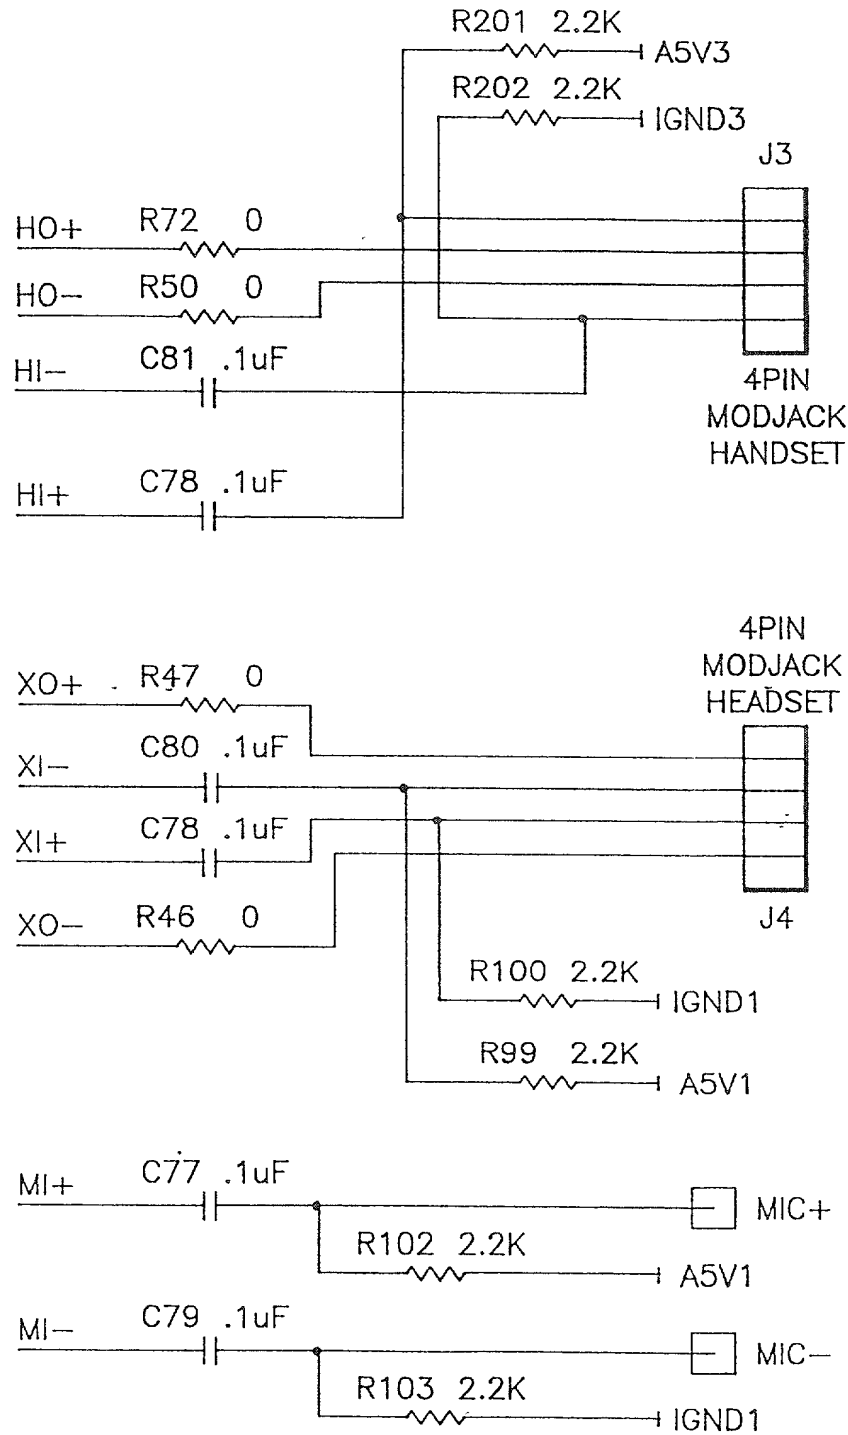 R201 2.2K
A5V3
R202 2.2K
IGND3
J3
HO+ R72 0
HO− R50 0
HI− C81 .1uF
4PIN
MODJACK
HANDSET
HI+ C78 .1uF
4PIN
MODJACK
HEADSET
XO+ R47 0
XI− C80 .1uF
XI+ C78 .1uF
XO− R46 0
J4
R100 2.2K
IGND1
R99 2.2K
A5V1
MI+ C77 .1uF
MIC+
R102 2.2K
A5V1
MI− C79 .1uF
MIC−
R103 2.2K
IGND1